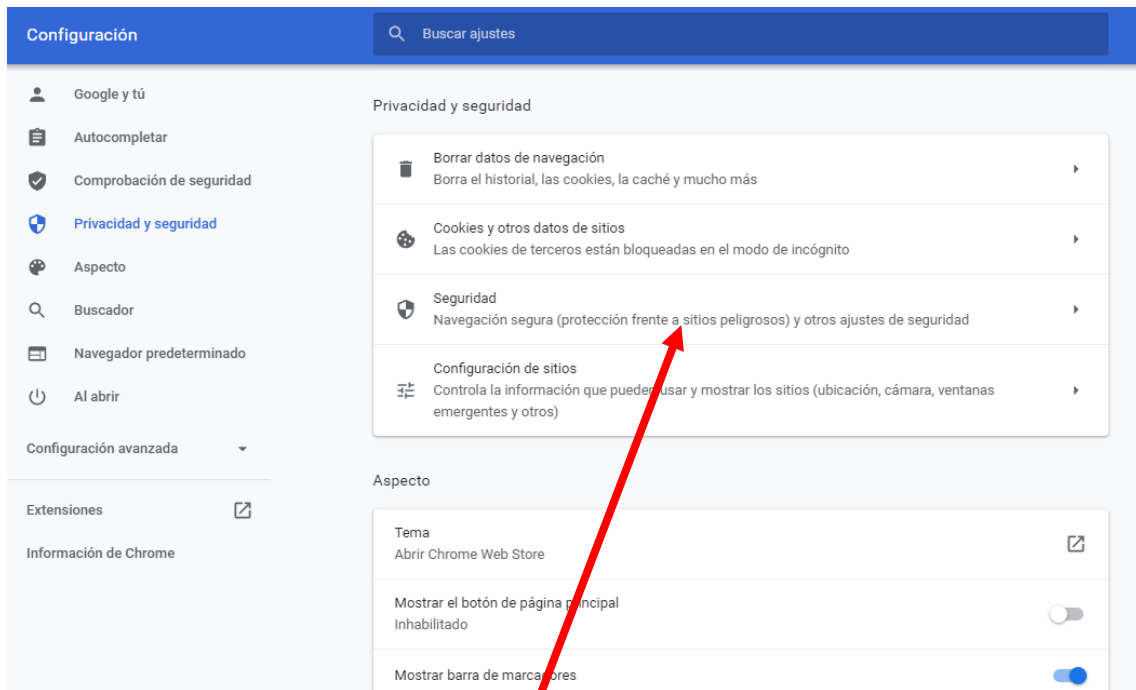 Configuración
Buscar ajustes
Google y tú
Autocompletar
Comprobación de seguridad
Privacidad y seguridad
Aspecto
Buscador
Navegador predeterminado
Al abrir
Configuración avanzada
Extensiones
Información de Chrome
Privacidad y seguridad
Borrar datos de navegación
Borra el historial, las cookies, la caché y mucho más
Cookies y otros datos de sitios
Las cookies de terceros están bloqueadas en el modo de incógnito
Seguridad
Navegación segura (protección frente a sitios peligrosos) y otros ajustes de seguridad
Configuración de sitios
Controla la información que pueden usar y mostrar los sitios (ubicación, cámara, ventanas
emergentes y otros)
Aspecto
Tema
Abrir Chrome Web Store
Mostrar el botón de página principal
Inhabilitado
Mostrar barra de marcadores